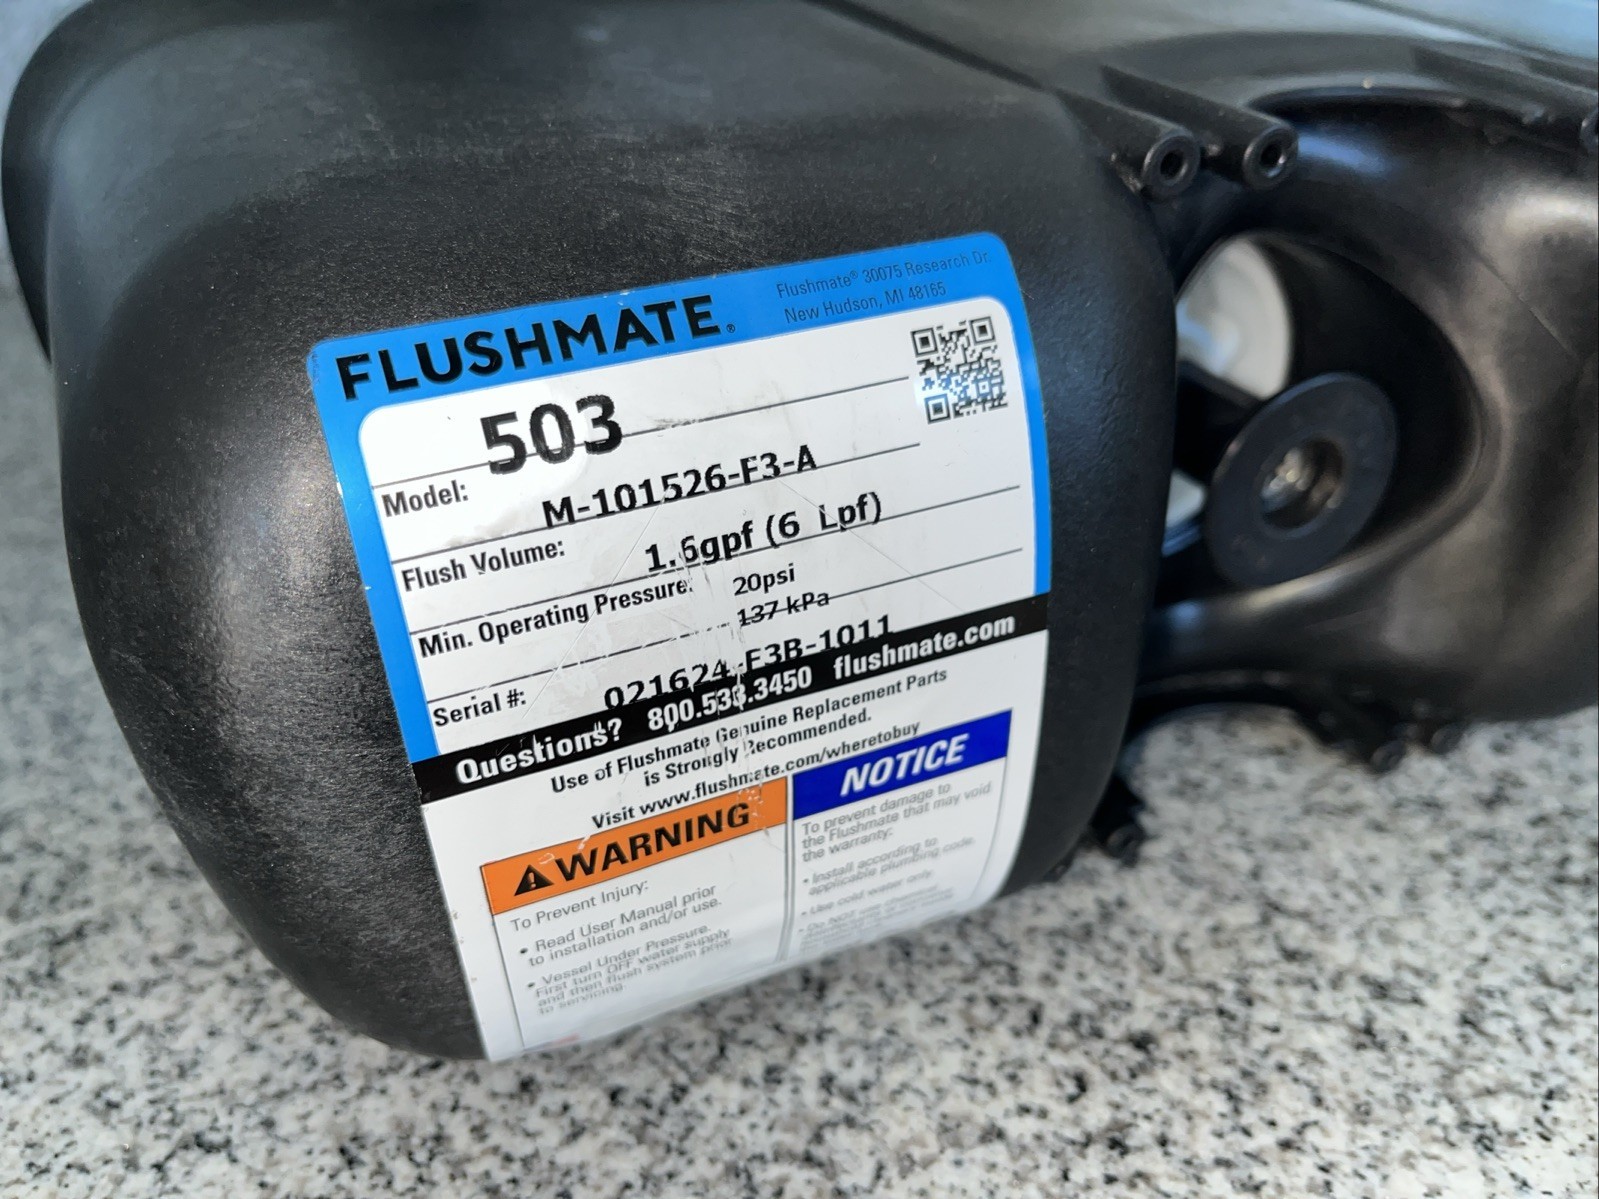 FLUSHMATE®
Flushmate® 30075 Research Dr.
New Hudson, MI 48165
503
Model:
M-101526-F3-A
Flush Volume:
1.6gpf (6 Lpf)
Min. Operating Pressure:
20psi
137 kPa
Serial #:
021624-F3B-1011
Questions? 800.533.3450 flushmate.com
Use of Flushmate Genuine Replacement Parts
is Strongly Recommended.
Visit www.flushmate.com/wheretobuy
WARNING
To Prevent Injury:
• Read User Manual prior
to installation and/or use.
• Vessel Under Pressure.
First turn OFF water supply
and then flush system prior
to servicing.
NOTICE
To prevent damage to
the Flushmate that may void
the warranty:
• Install according to
applicable plumbing code.
• Use cold water only.
• Do NOT use chemical